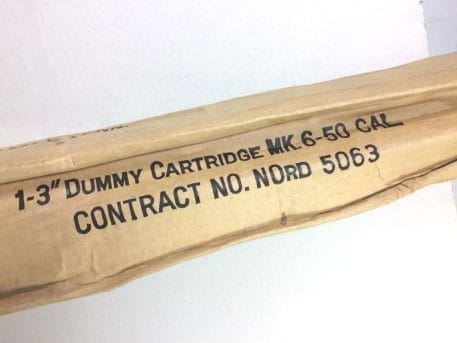 1-3" DUMMY CARTRIDGE MK. 6-50 CAL.
CONTRACT NO. NORD 5063